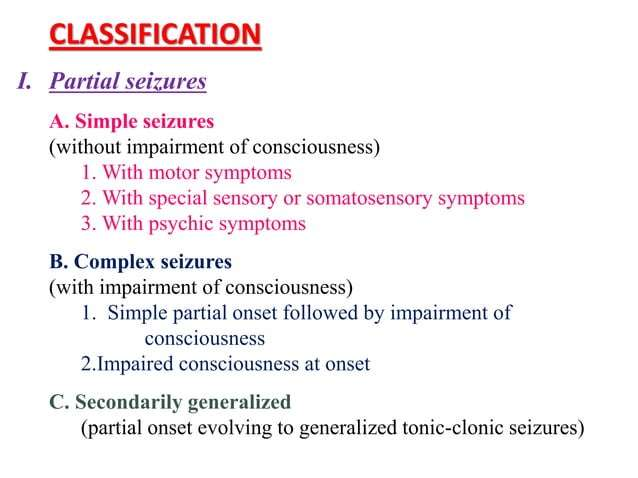 CLASSIFICATION
I. Partial seizures
A. Simple seizures
(without impairment of consciousness)
1. With motor symptoms
2. With special sensory or somatosensory symptoms
3. With psychic symptoms
B. Complex seizures
(with impairment of consciousness)
1. Simple partial onset followed by impairment of
consciousness
2.Impaired consciousness at onset
C. Secondarily generalized
(partial onset evolving to generalized tonic-clonic seizures)